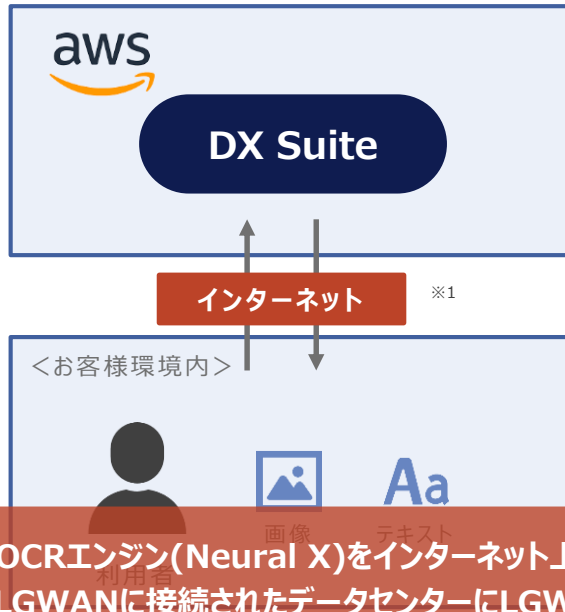 aws
DX Suite
インターネット
※1
＜お客様環境内＞
Aa
画像
テキスト
利用者
OCRエンジン(Neural X)をインターネット上
LGWANに接続されたデータセンターにLGW